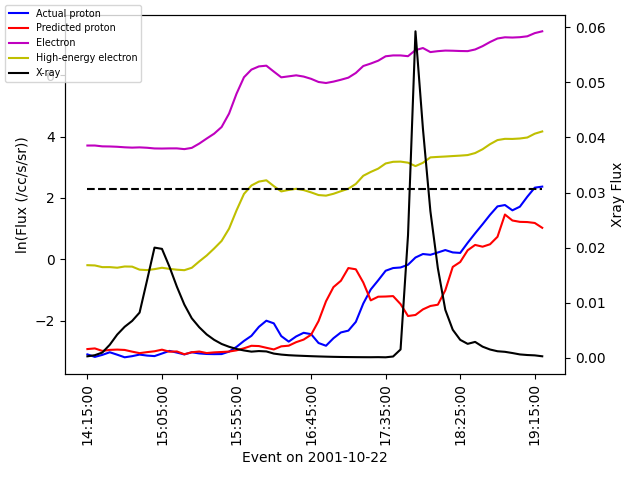 Actual proton
Predicted proton
Electron
High-energy electron
X-ray
6
4
2
0
−2
ln(Flux (/cc/s/sr))
0.06
0.05
0.04
0.03
0.02
0.01
0.00
Xray Flux
14:15:00
15:05:00
15:55:00
16:45:00
17:35:00
18:25:00
19:15:00
Event on 2001-10-22